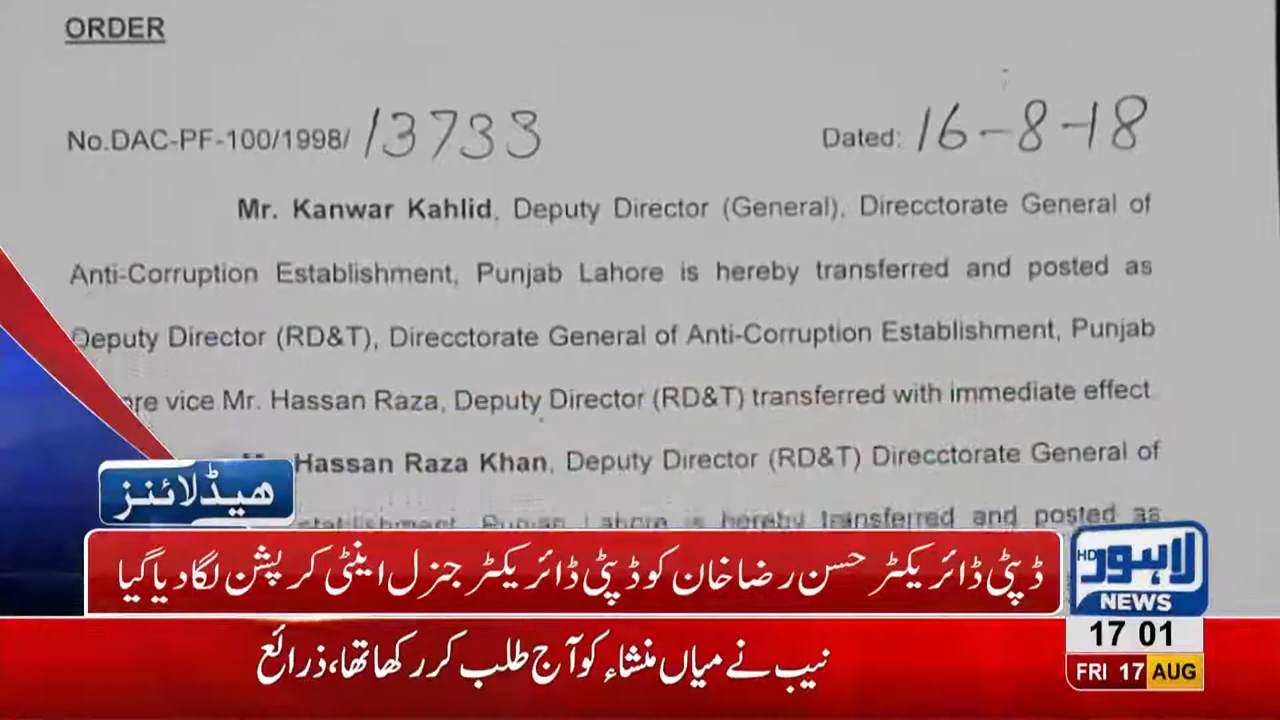 ORDER
No.DAC-PF-100/1998/ 13733 Dated: 16-8-18
Mr. Kanwar Kahlid, Deputy Director (General), Direcctorate General of
Anti-Corruption Establishment, Punjab Lahore is hereby transferred and posted as
Deputy Director (RD&T), Direcctorate General of Anti-Corruption Establishment, Punjab
vice Mr. Hassan Raza, Deputy Director (RD&T) transferred with immediate effect
Hassan Raza Khan, Deputy Director (RD&T) Direcctorate General of
is hereby transferred and posted as
ھیڈلائنز
ڈپٹی ڈائریکٹر حسن رضا خان کو ڈپٹی ڈائریکٹر جنرل اینٹی کرپشن لگا دیا گیا
نیب نے میاں منشاء کو آج طلب کر رکھا تھا، ذرائع
لاہور HD
NEWS
17 01
FRI 17 AUG